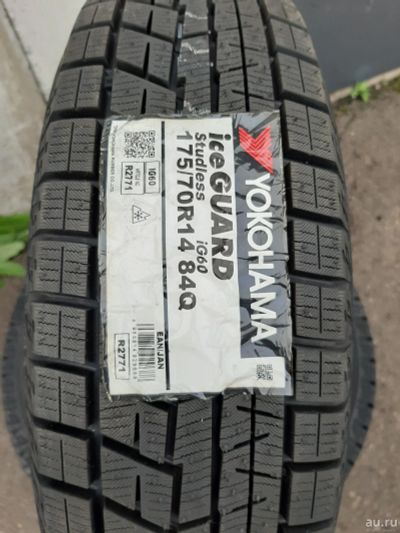 YOKOHAMA
iceGUARD
Studless iG60
175/70R14 84Q
IG60
R2771
EAN/JAN
R2771
au.ru